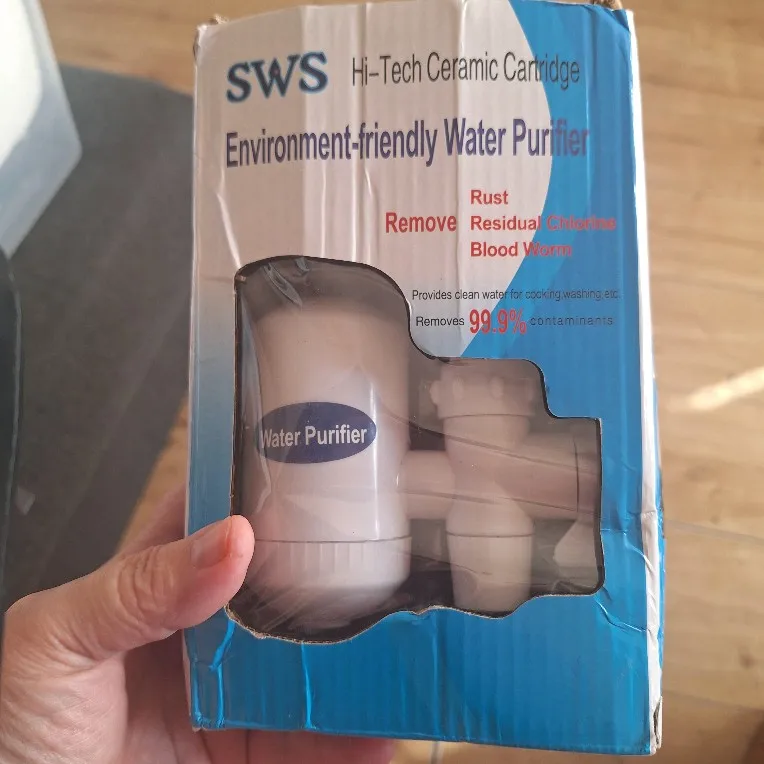 SWS Hi-Tech Ceramic Cartridge
Environment-friendly Water Purifier
Remove
Rust
Residual Chlorine
Blood Worm
Provides clean water for cooking,washing,etc.
Removes 99.9% contaminants
Water Purifier